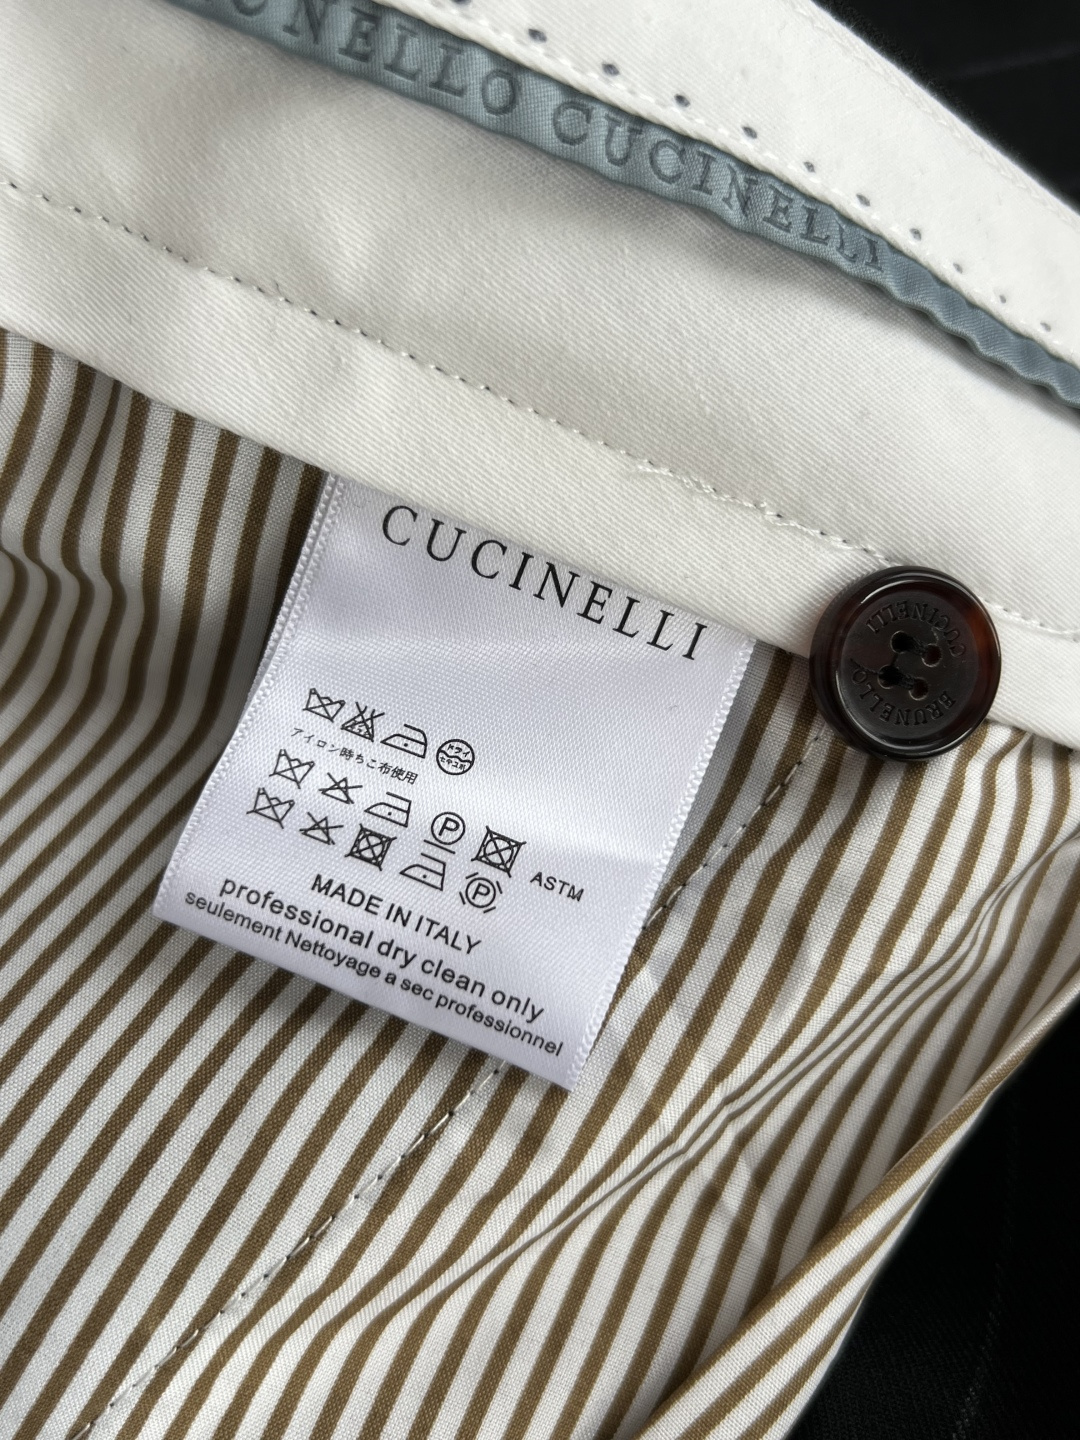 NELLO CUCINELLI
CUCINELLI
CUCINELLI
BRUNELLO
ドライ
セキユ系
アイロン時あて布使用
P
ASTM
P
MADE IN ITALY
professional dry clean only
seulement Nettoyage a sec professionnel